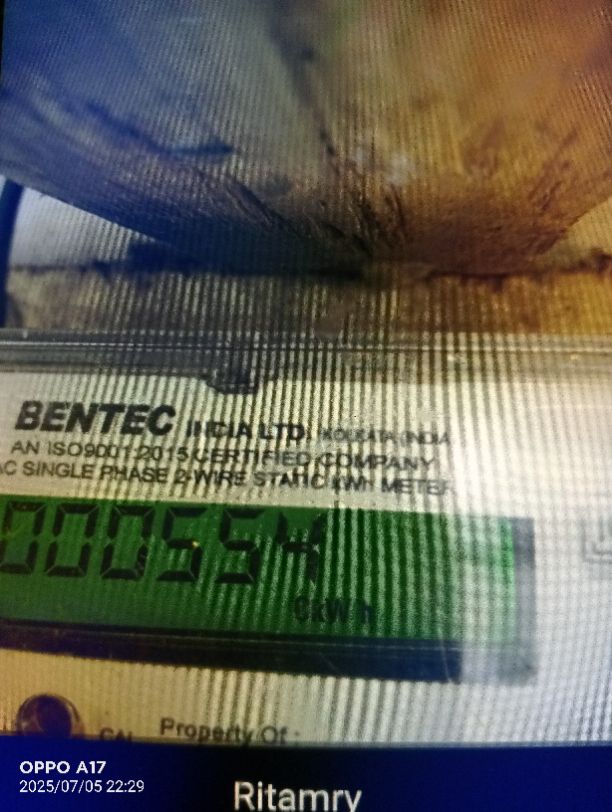 BENTEC INDIA LTD. KOLKATA (INDIA
AN ISO9001:2015 CERTIFIED COMPANY
AC SINGLE PHASE 2-WIRE STATIC kWh METER
000554
kWh
CAL
Property Of :
OPPO A17
2025/07/05 22:29
Ritamry